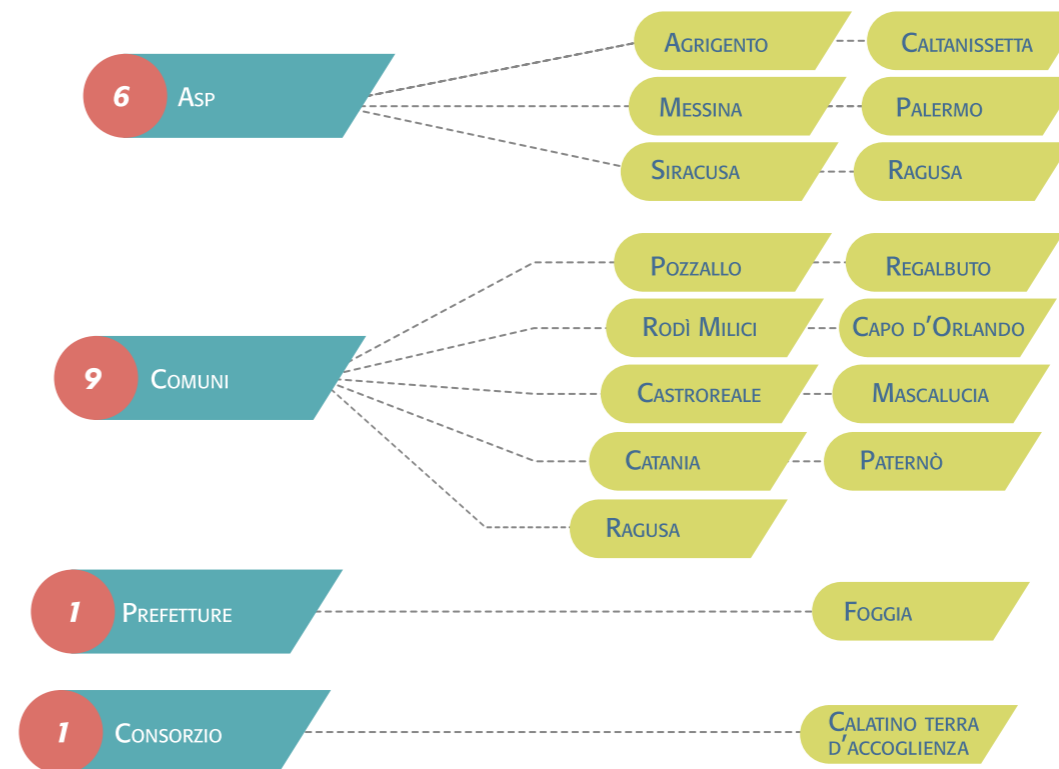 6 Asp
Agrigento Caltanissetta
Messina Palermo
Siracusa Ragusa
9 Comuni
Pozzallo Regalbuto
Rodì Milici Capo d'Orlando
Castroreale Mascalucia
Catania Paternò
Ragusa
1 Prefetture
Foggia
1 Consorzio
Calatino terra
d'accoglienza